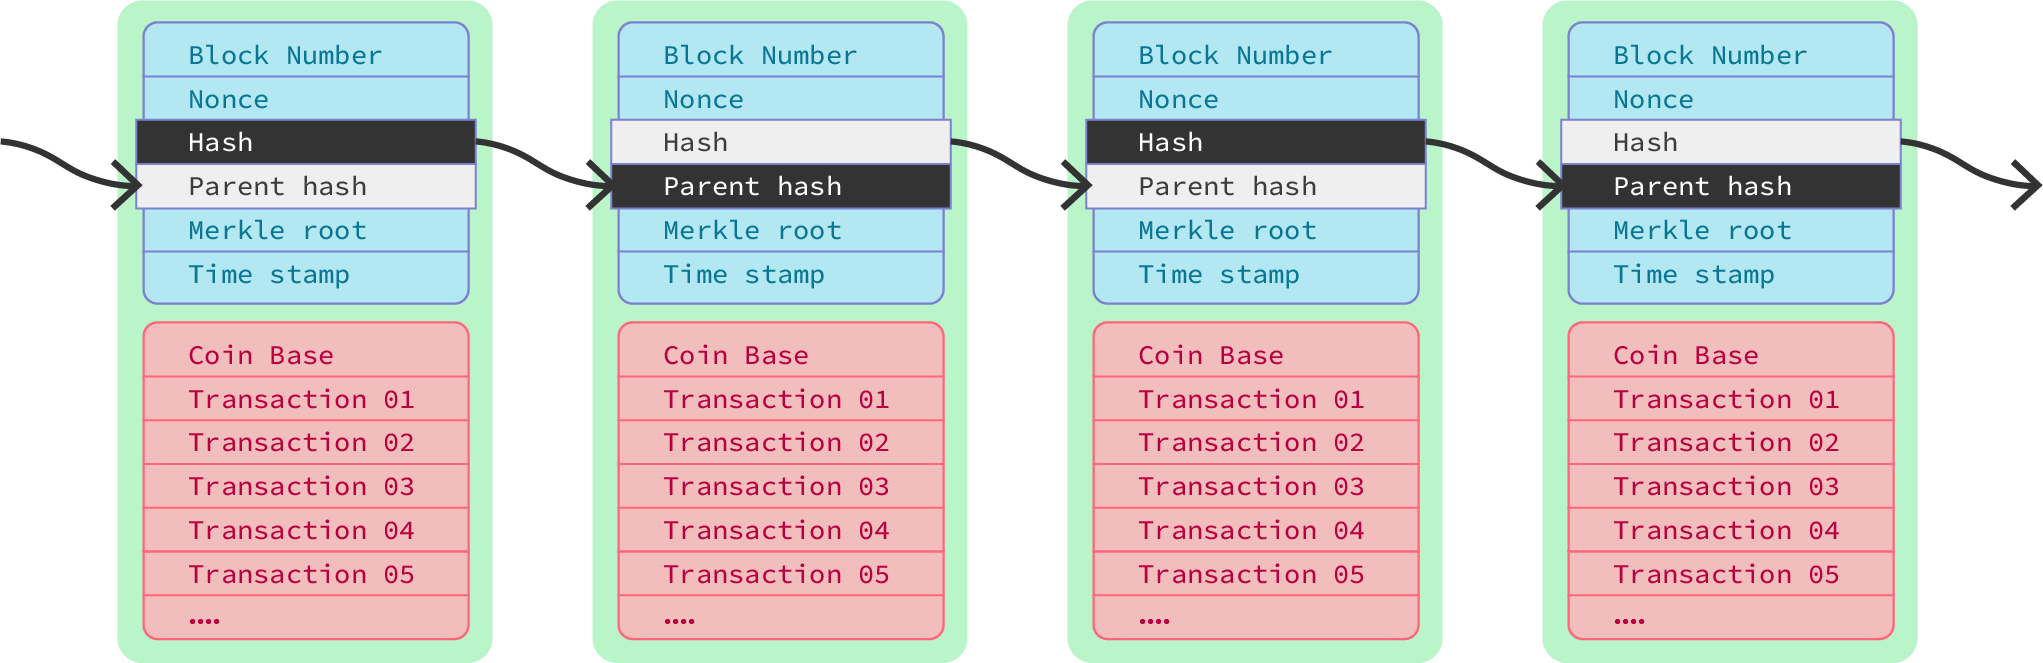 Block Number
Nonce
Hash
Parent hash
Merkle root
Time stamp
Coin Base
Transaction 01
Transaction 02
Transaction 03
Transaction 04
Transaction 05
....
Block Number
Nonce
Hash
Parent hash
Merkle root
Time stamp
Coin Base
Transaction 01
Transaction 02
Transaction 03
Transaction 04
Transaction 05
....
Block Number
Nonce
Hash
Parent hash
Merkle root
Time stamp
Coin Base
Transaction 01
Transaction 02
Transaction 03
Transaction 04
Transaction 05
....
Block Number
Nonce
Hash
Parent hash
Merkle root
Time stamp
Coin Base
Transaction 01
Transaction 02
Transaction 03
Transaction 04
Transaction 05
....